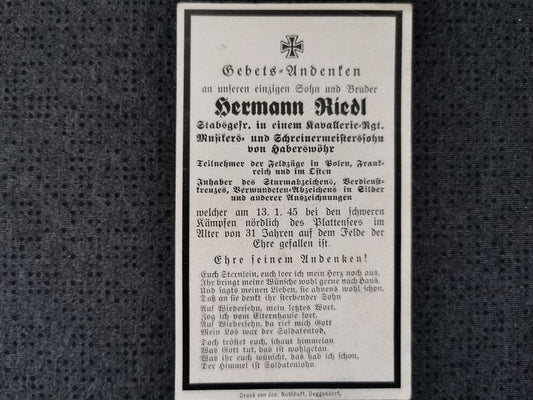 Gebets-Andenken
an unseren einzigen Sohn und Bruder
Hermann Riedl
Stabsgefr. in einem Kavallerie-Rgt.
Musikers- und Schreinermeisterssohn
von Haberswöhr
Teilnehmer der Feldzüge in Polen, Frank-
reich und im Osten
Inhaber des Sturmabzeichens, Verdienst-
kreuzes, Verwundeten-Abzeichens in Silber
und anderer Auszeichnungen
welcher am 13. 1. 45 bei den schweren
Kämpfen nördlich des Plattensees im
Alter von 31 Jahren auf dem Felde der
Ehre gefallen ist.
Ehre seinem Andenken!
Euch Sternlein, euch leer ich mein Herz noch aus,
Ihr bringt meine Wünsche wohl gerne nach Haus.
Und sagts meinen Lieben, sie ahnens wohl schon,
Daß an sie denkt ihr sterbender Sohn
Auf Wiedersehn, mein letztes Wort,
Zog ich vom Elternhause fort.
Auf Wiedersehn, da rief mich Gott
Mein Los war der Soldatentod.
Doch tröstet euch, schaut himmelan
Was Gott tut, das ist wohlgetan.
Was ihr euch wünscht, das hab ich schon,
Der Himmel ist Soldatenlohn.
Druck von Jos. Nothhaft, Deggendorf.